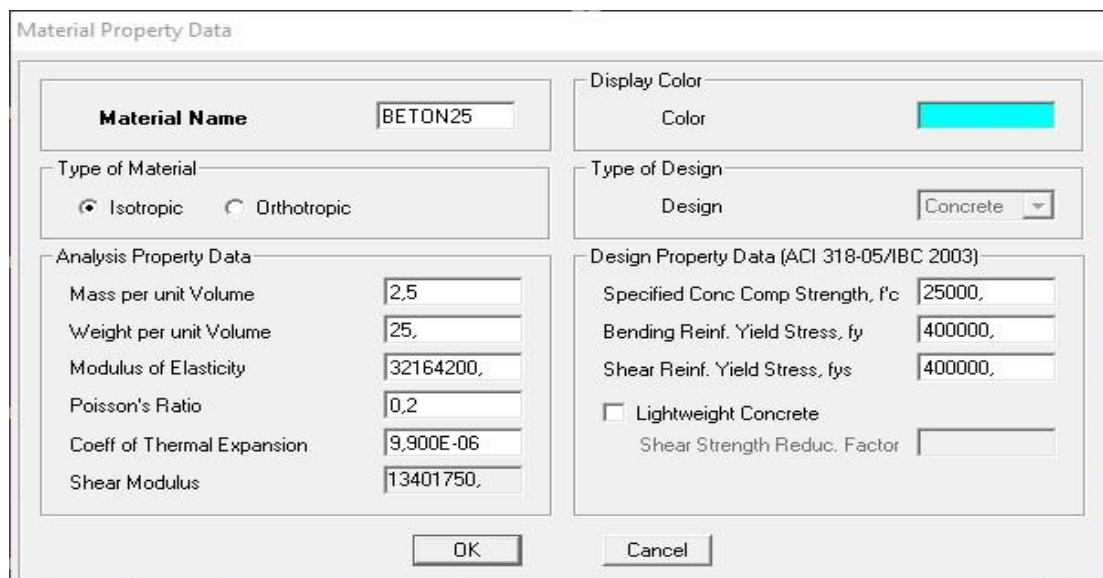 Material Property Data
Material Name BETON25
Display Color
Color
Type of Material
Isotropic Orthotropic
Type of Design
Design Concrete
Analysis Property Data
Mass per unit Volume 2,5
Weight per unit Volume 25,
Modulus of Elasticity 32164200,
Poisson's Ratio 0,2
Coeff of Thermal Expansion 9,900E-06
Shear Modulus 13401750,
Design Property Data (ACI 318-05/IBC 2003)
Specified Conc Comp Strength, f'c 25000,
Bending Reinf. Yield Stress, fy 400000,
Shear Reinf. Yield Stress, fys 400000,
Lightweight Concrete
Shear Strength Reduc. Factor
OK Cancel